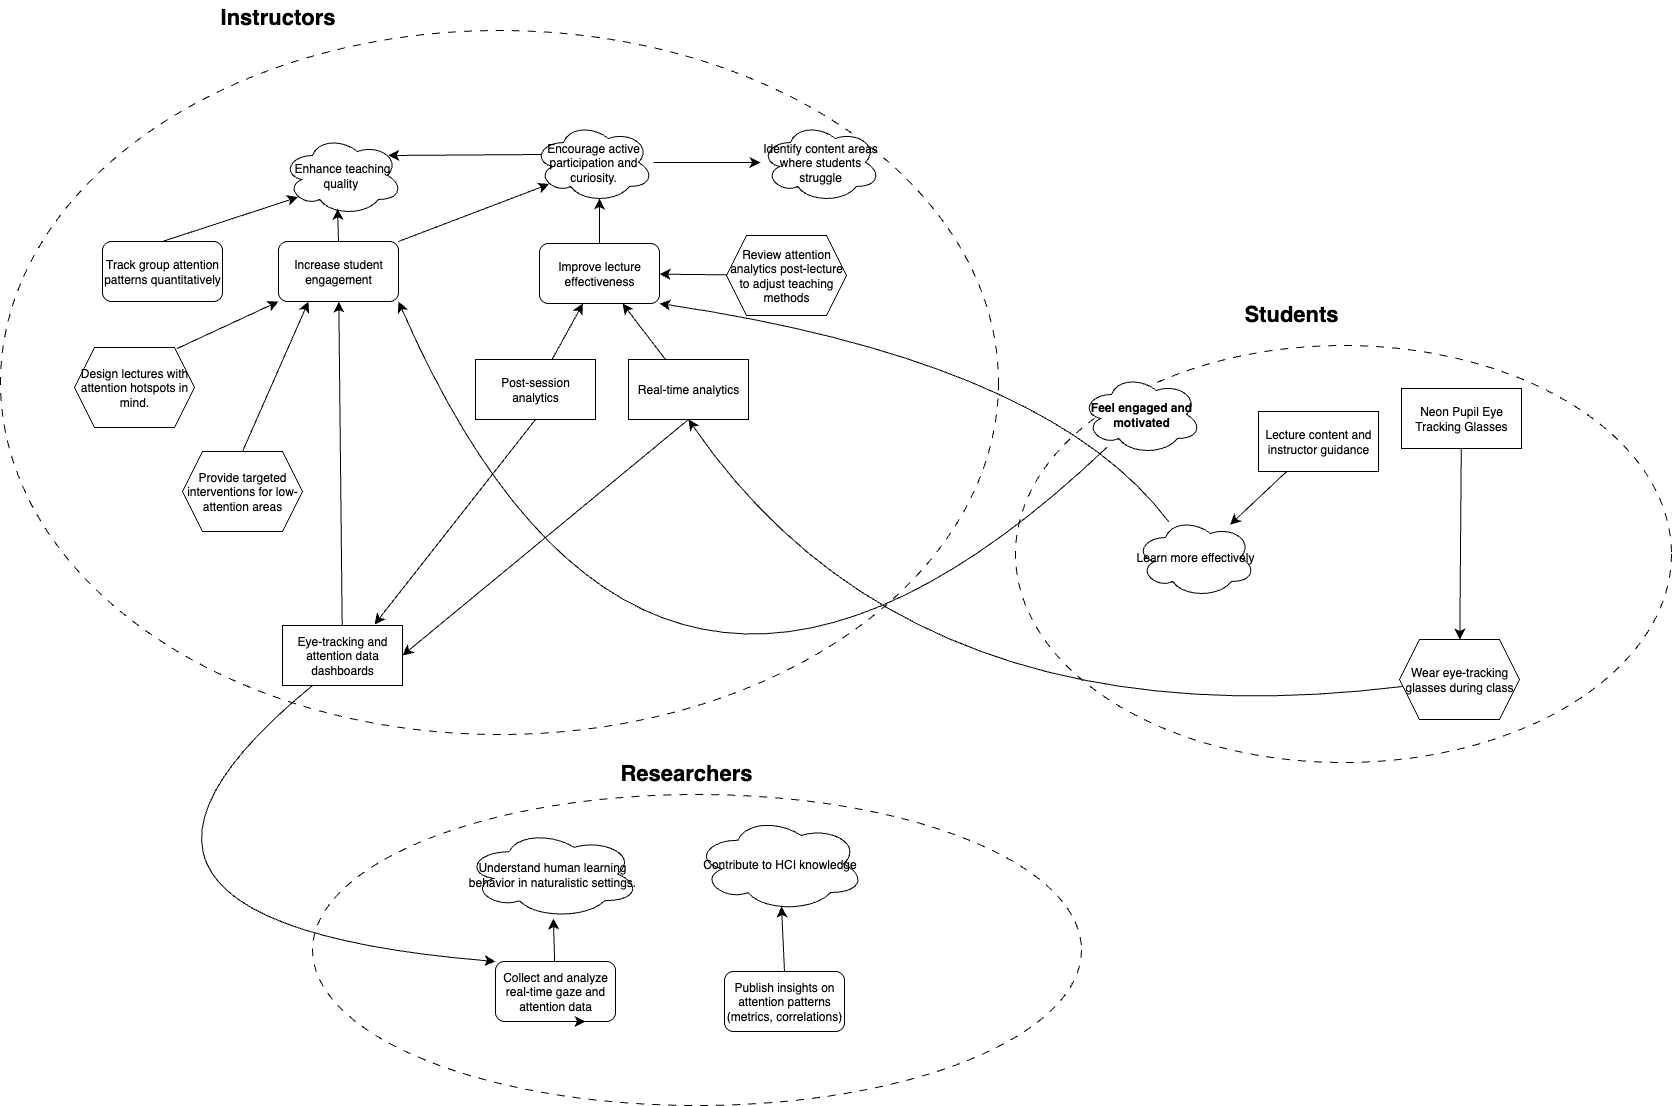 Instructors
Enhance teaching
quality
Encourage active
participation and
curiosity.
Identify content areas
where students
struggle
Track group attention
patterns quantitatively
Increase student
engagement
Improve lecture
effectiveness
Review attention
analytics post-lecture
to adjust teaching
methods
Design lectures with
attention hotspots in
mind.
Post-session
analytics
Real-time analytics
Provide targeted
interventions for low-
attention areas
Eye-tracking and
attention data
dashboards
Students
Feel engaged and
motivated
Lecture content and
instructor guidance
Neon Pupil Eye
Tracking Glasses
Learn more effectively
Wear eye-tracking
glasses during class
Researchers
Understand human learning
behavior in naturalistic settings.
Contribute to HCI knowledge
Collect and analyze
real-time gaze and
attention data
Publish insights on
attention patterns
(metrics, correlations)